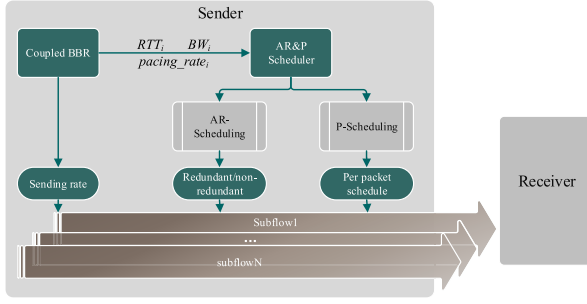 Sender
Coupled BBR
RTTi BWi
pacing_ratei
AR&P
Scheduler
AR-
Scheduling
P-Scheduling
Sending rate
Redundant/non-
redundant
Per packet
schedule
Receiver
Subflow1
...
subflowN